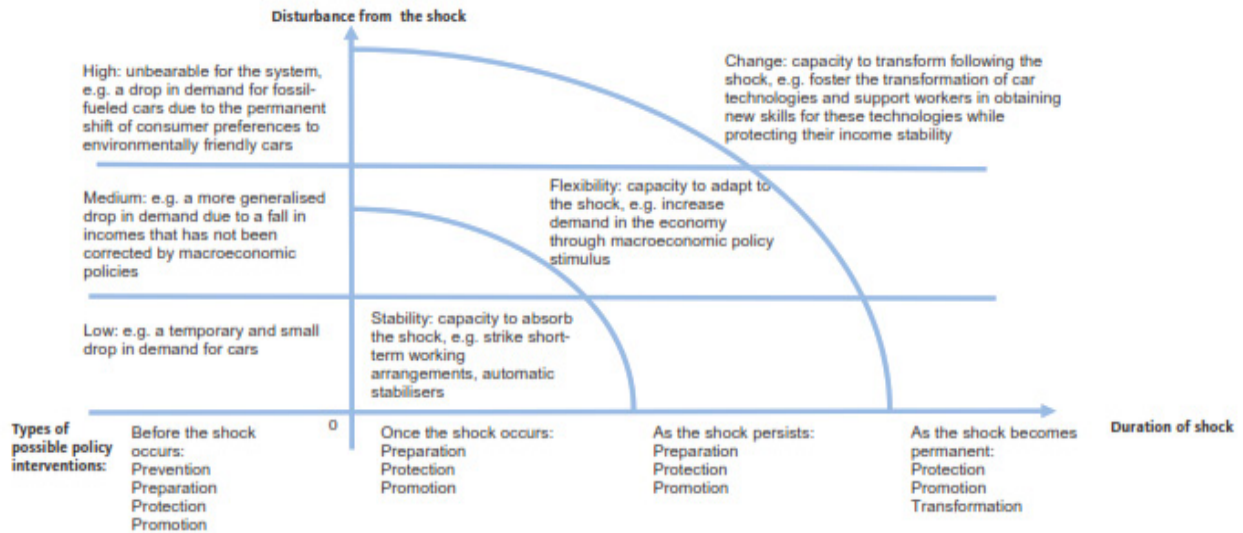 Disturbance from the shock
High: unbearable for the system,
e.g. a drop in demand for fossil-
fueled cars due to the permanent
shift of consumer preferences to
environmentally friendly cars
Change: capacity to transform following the
shock, e.g. foster the transformation of car
technologies and support workers in obtaining
new skills for these technologies while
protecting their income stability
Medium: e.g. a more generalised
drop in demand due to a fall in
incomes that has not been
corrected by macroeconomic
policies
Flexibility: capacity to adapt to
the shock, e.g. increase
demand in the economy
through macroeconomic policy
stimulus
Low: e.g. a temporary and small
drop in demand for cars
Stability: capacity to absorb
the shock, e.g. strike short-
term working
arrangements, automatic
stabilisers
0
Duration of shock
Types of
possible policy
interventions:
Before the shock
occurs:
Prevention
Preparation
Protection
Promotion
Once the shock occurs:
Preparation
Protection
Promotion
As the shock persists:
Preparation
Protection
Promotion
As the shock becomes
permanent:
Protection
Promotion
Transformation